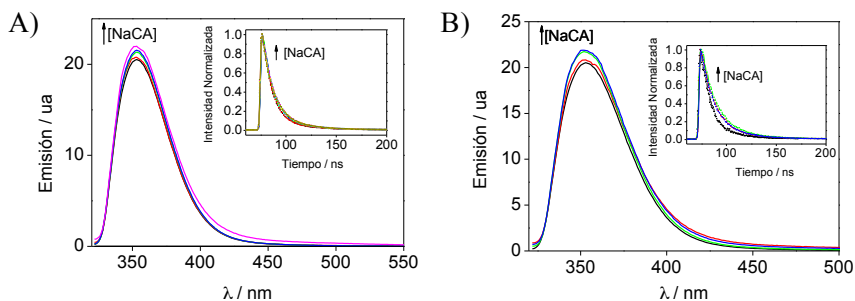 A)
[NaCA]
Emisión / ua
20
10
0
350
400
450
500
550
λ / nm
Intensidad Normalizada
1.0
0.8
0.6
0.4
0.2
0.0
100
150
200
Tiempo / ns
[NaCA]
B)
[NaCA]
Emisión / ua
25
20
15
10
5
0
350
400
450
500
λ / nm
Intensidad Normalizada
1.0
0.8
0.6
0.4
0.2
0.0
100
150
200
Tiempo / ns
[NaCA]